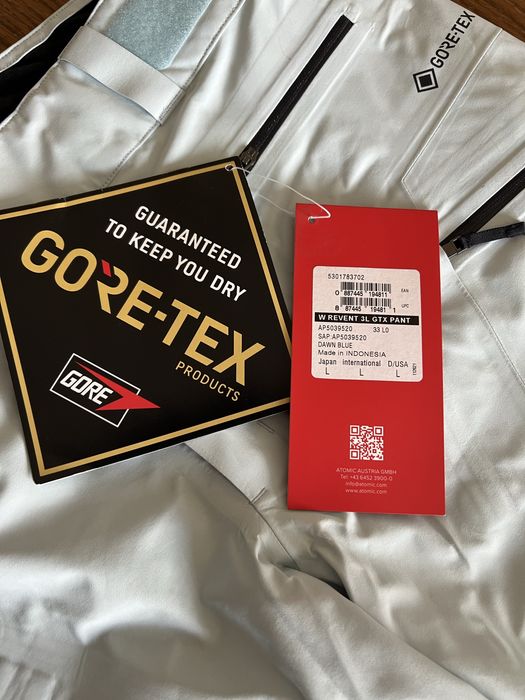 GORE-TEX
GUARANTEED
TO KEEP YOU DRY
GORE-TEX
PRODUCTS
GORE
5301783702
0 887445 194811
EAN
8 87445 19481 1
UPC
W REVENT 3L GTX PANT
AP5039520 33 L0
SAP:AP5039520
DAWN BLUE
Made in INDONESIA
Japan international D/USA
L L L
ATOMIC AUSTRIA GMBH
Tel: +43 6452 3900-0
info@atomic.com
www.atomic.com